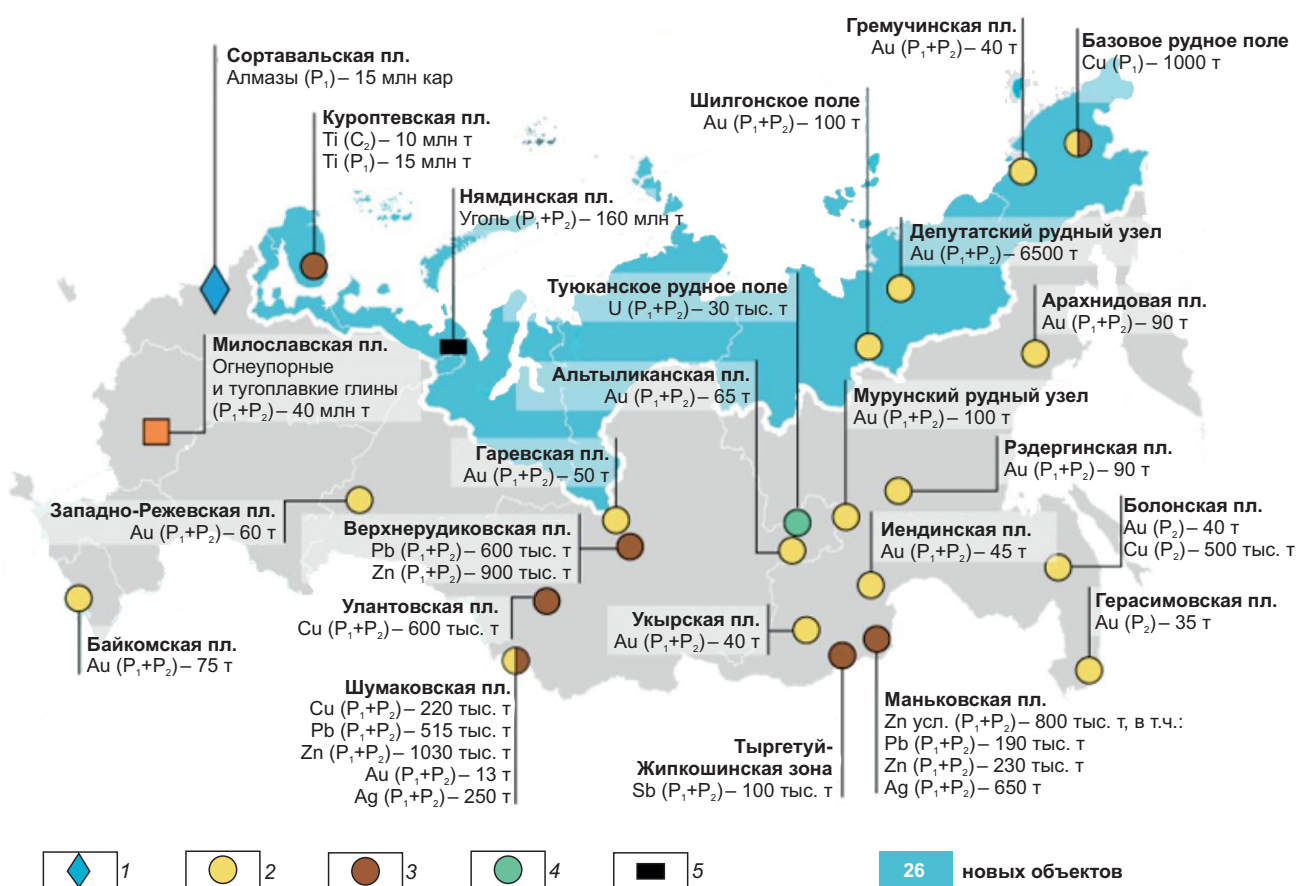 Сортавальская пл.
Алмазы (P₁) – 15 млн кар
Куроптевская пл.
Ti (C₂) – 10 млн т
Ti (P₁) – 15 млн т
Нямдинская пл.
Уголь (P₁+P₂) – 160 млн т
Гремучинская пл.
Au (P₁+P₂) – 40 т
Базовое рудное поле
Cu (P₁) – 1000 т
Шилгонское поле
Au (P₁+P₂) – 100 т
Депутатский рудный узел
Au (P₁+P₂) – 6500 т
Туюканское рудное поле
U (P₁+P₂) – 30 тыс. т
Арахнидовая пл.
Au (P₁+P₂) – 90 т
Милославская пл.
Огнеупорные
и тугоплавкие глины
(P₁+P₂) – 40 млн т
Альтыликанская пл.
Au (P₁+P₂) – 65 т
Мурунский рудный узел
Au (P₁+P₂) – 100 т
Гаревская пл.
Au (P₁+P₂) – 50 т
Рэдергинская пл.
Au (P₁+P₂) – 90 т
Западно-Режевская пл.
Au (P₁+P₂) – 60 т
Верхнерудиковская пл.
Pb (P₁+P₂) – 600 тыс. т
Zn (P₁+P₂) – 900 тыс. т
Иендинская пл.
Au (P₁+P₂) – 45 т
Болонская пл.
Au (P₂) – 40 т
Cu (P₂) – 500 тыс. т
Улантовская пл.
Cu (P₁+P₂) – 600 тыс. т
Укырская пл.
Au (P₁+P₂) – 40 т
Герасимовская пл.
Au (P₂) – 35 т
Байкомская пл.
Au (P₁+P₂) – 75 т
Шумаковская пл.
Cu (P₁+P₂) – 220 тыс. т
Pb (P₁+P₂) – 515 тыс. т
Zn (P₁+P₂) – 1030 тыс. т
Au (P₁+P₂) – 13 т
Ag (P₁+P₂) – 250 т
Тыргетуй-
Жипкошинская зона
Sb (P₁+P₂) – 100 тыс. т
Маньковская пл.
Zn усл. (P₁+P₂) – 800 тыс. т, в т.ч.:
Pb (P₁+P₂) – 190 тыс. т
Zn (P₁+P₂) – 230 тыс. т
Ag (P₁+P₂) – 650 т
1 2 3 4 5 26 новых объектов